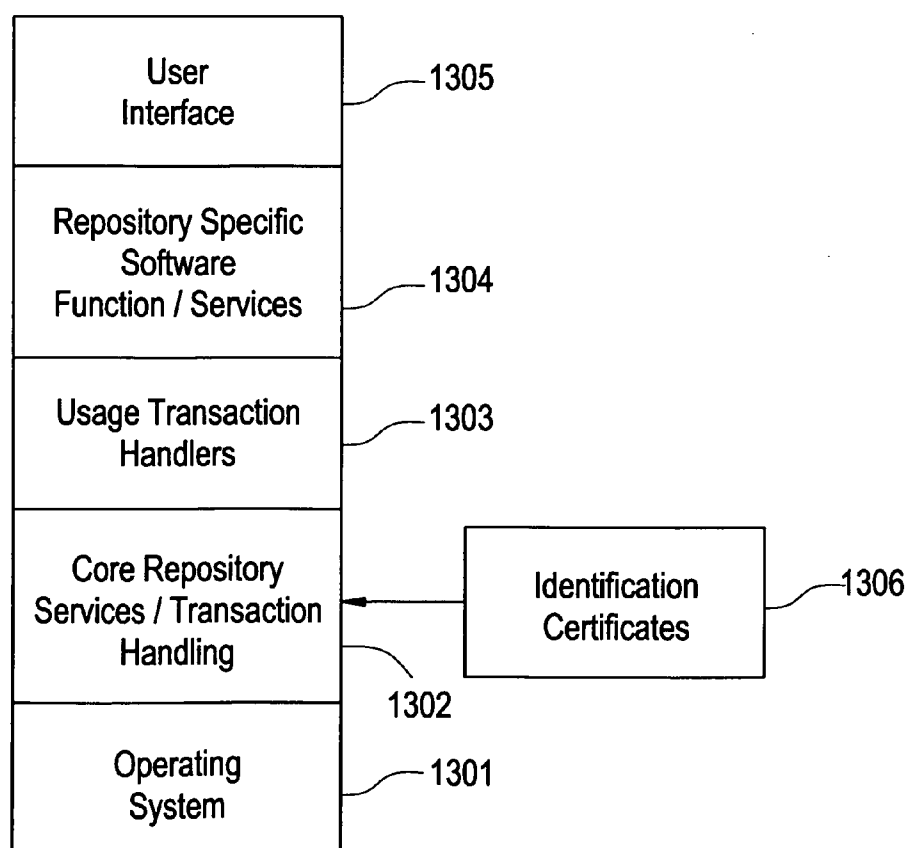 User
Interface
1305
Repository Specific
Software
Function / Services
1304
Usage Transaction
Handlers
1303
Core Repository
Services / Transaction
Handling
1302
Identification
Certificates
1306
Operating
System
1301